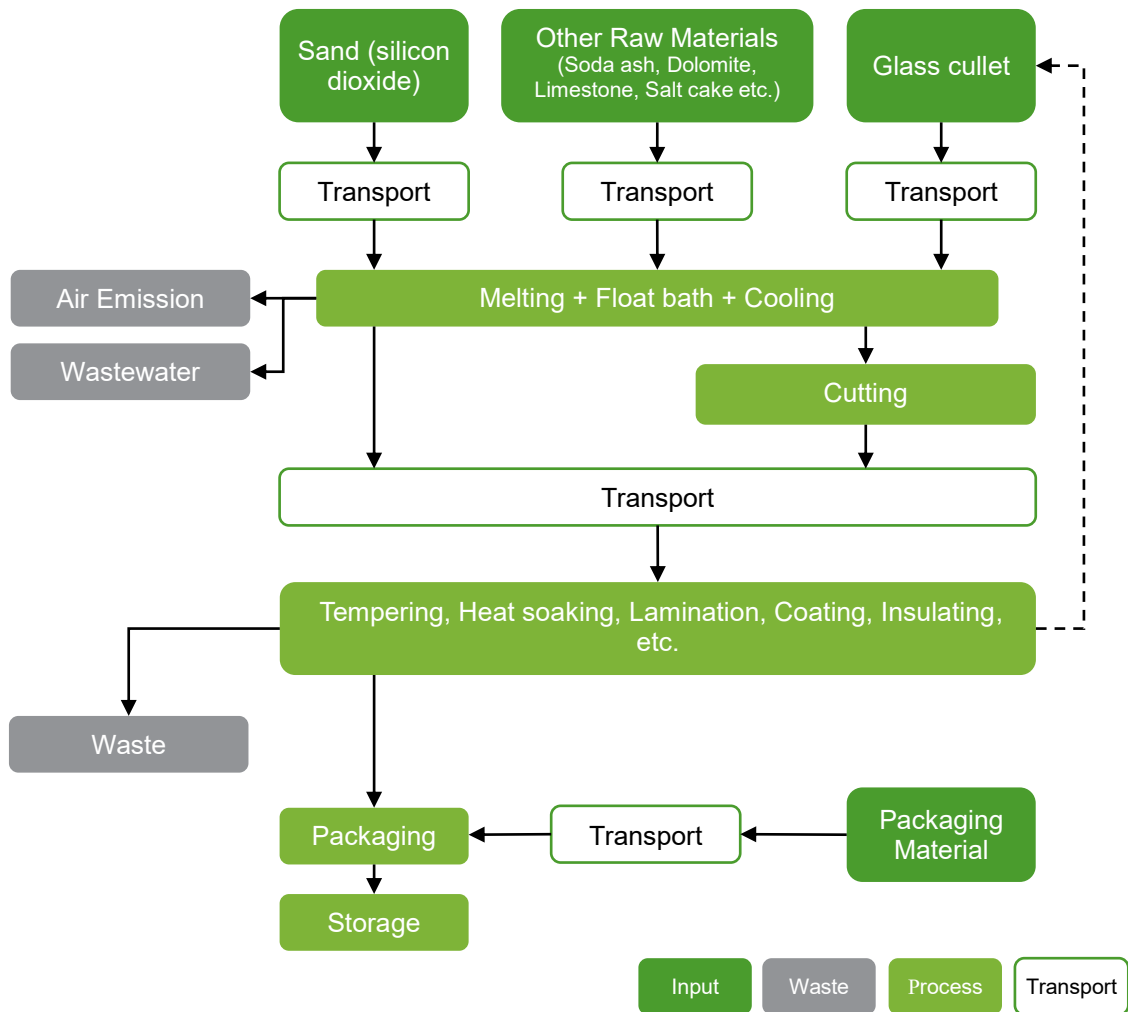 Sand (silicon
dioxide)
Other Raw Materials
(Soda ash, Dolomite,
Limestone, Salt cake etc.)
Glass cullet
Transport
Transport
Transport
Air Emission
Melting + Float bath + Cooling
Wastewater
Cutting
Transport
Tempering, Heat soaking, Lamination, Coating, Insulating,
etc.
Waste
Packaging
Transport
Packaging
Material
Storage
Input
Waste
Process
Transport